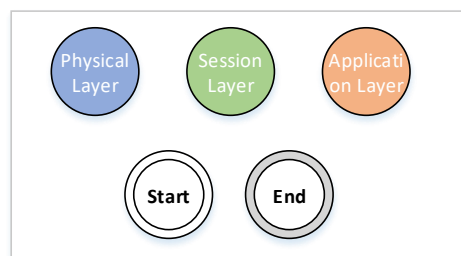 Physical
Layer
Session
Layer
Applicati
on Layer
Start
End